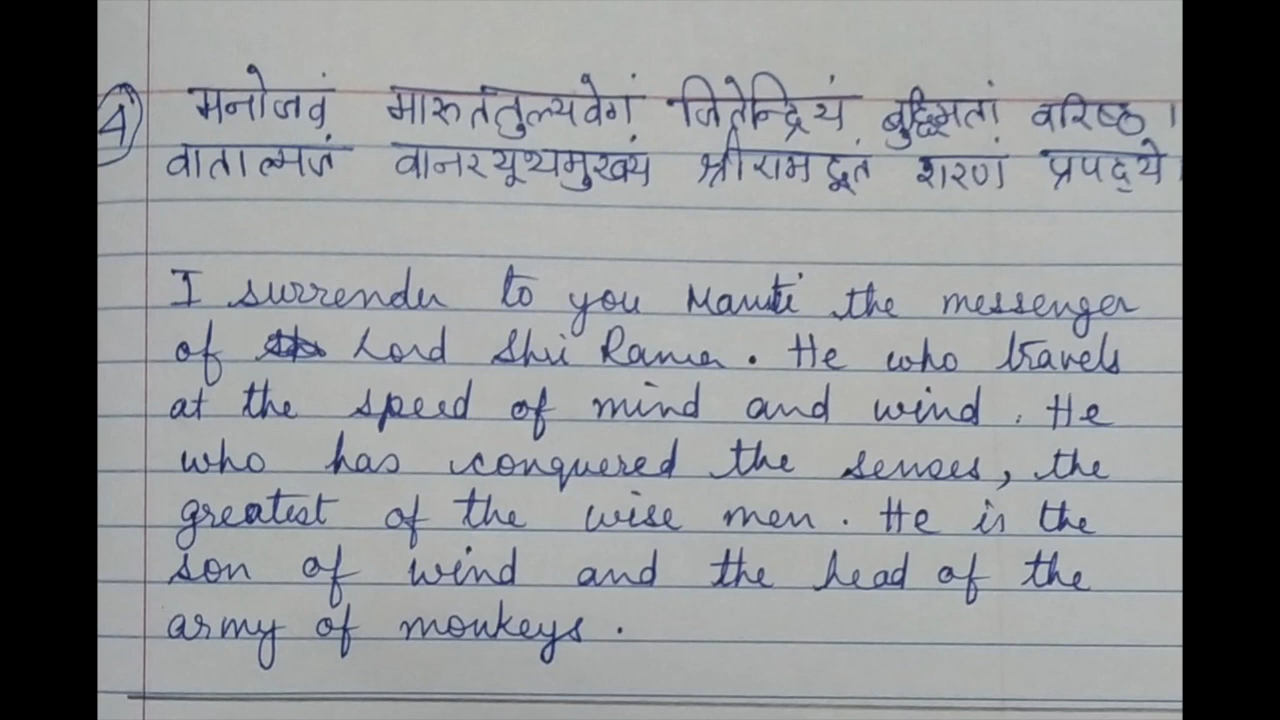 4 मनोजवं मारुततुल्यवेगं जितेन्द्रियं बुद्धिमतां वरिष्ठ।
वातात्मजं वानरयूथमुख्यं श्रीरामदूतं शरणं प्रपद्ये।
I surrender to you Maruti the messenger
of Lord Shri Rama. He who travels
at the speed of mind and wind. He
who has conquered the senses, the
greatest of the wise men. He is the
son of wind and the head of the
army of monkeys.